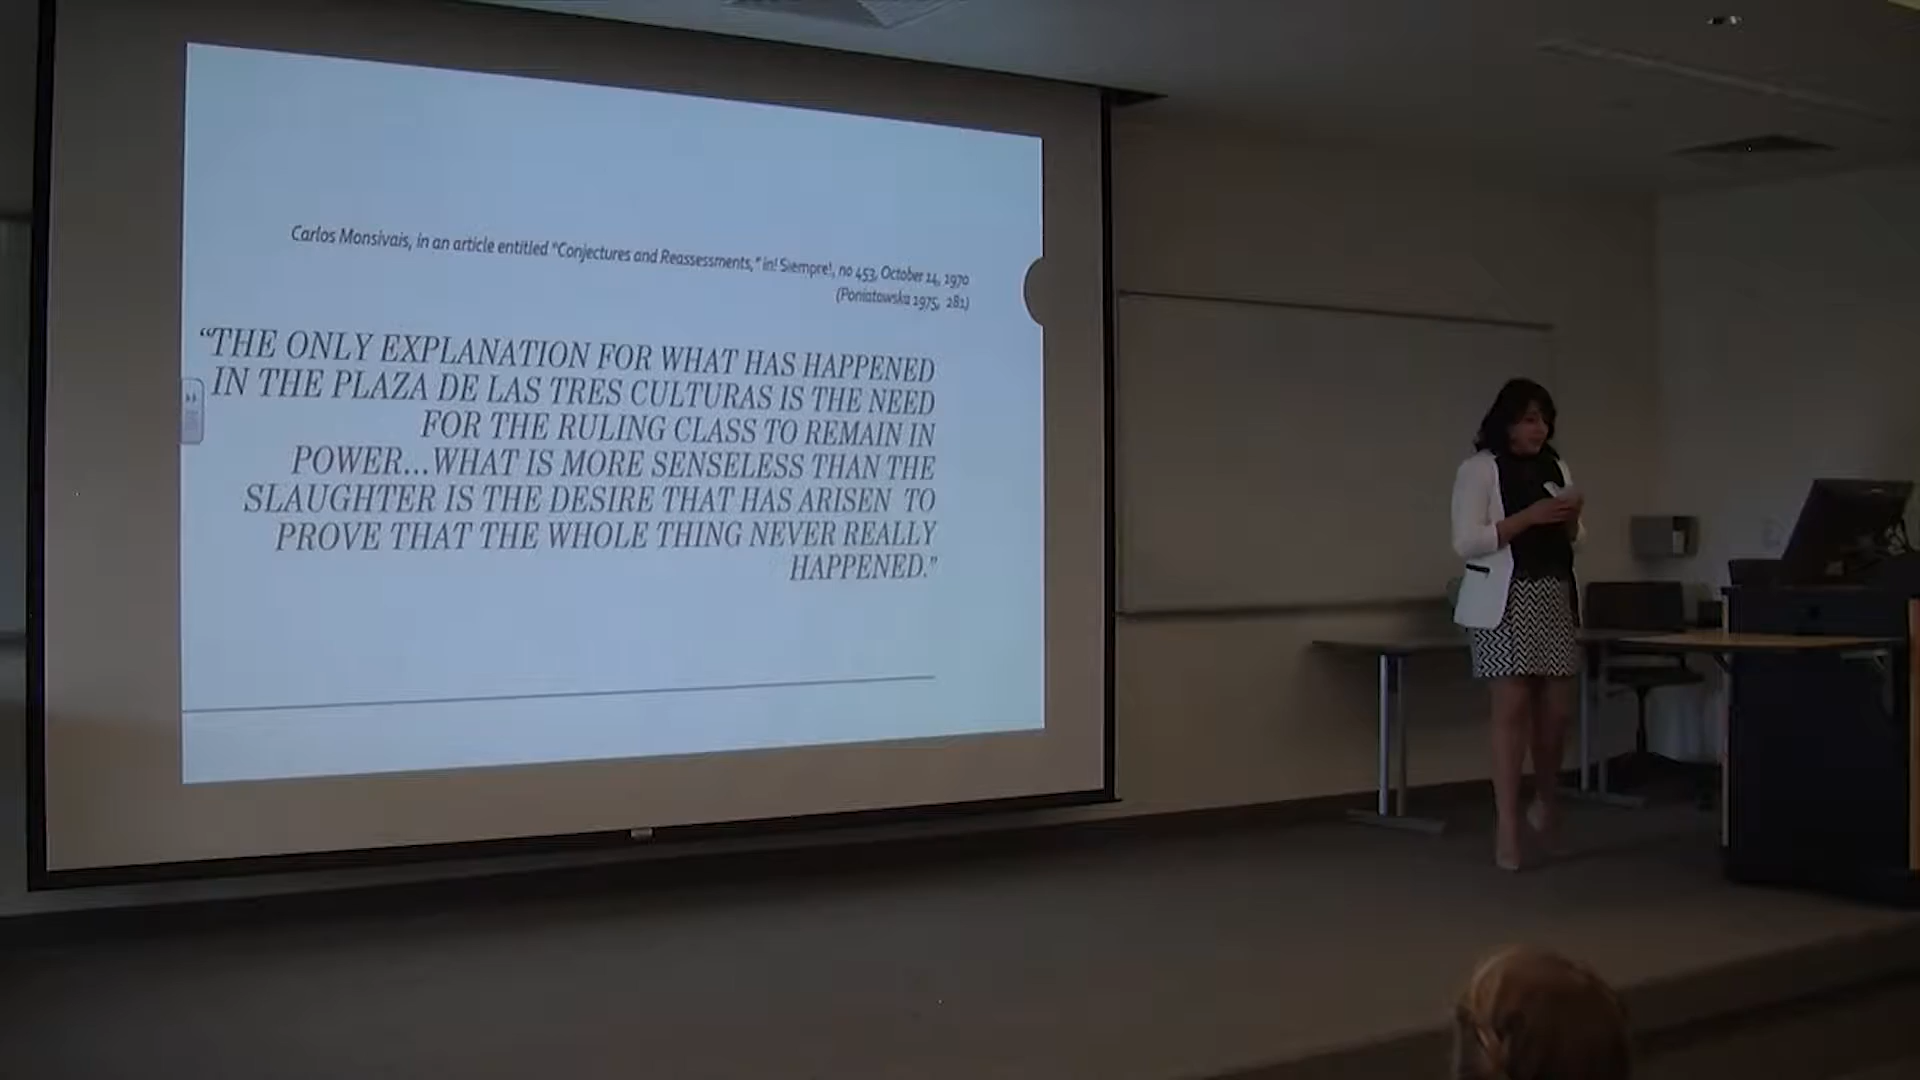 Carlos Monsivais, in an article entitled "Conjectures and Reassessments," in! Siempre!, no 453, October 14, 1970
(Poniatowska 1975, 281)
“THE ONLY EXPLANATION FOR WHAT HAS HAPPENED
IN THE PLAZA DE LAS TRES CULTURAS IS THE NEED
FOR THE RULING CLASS TO REMAIN IN
POWER...WHAT IS MORE SENSELESS THAN THE
SLAUGHTER IS THE DESIRE THAT HAS ARISEN TO
PROVE THAT THE WHOLE THING NEVER REALLY
HAPPENED.”